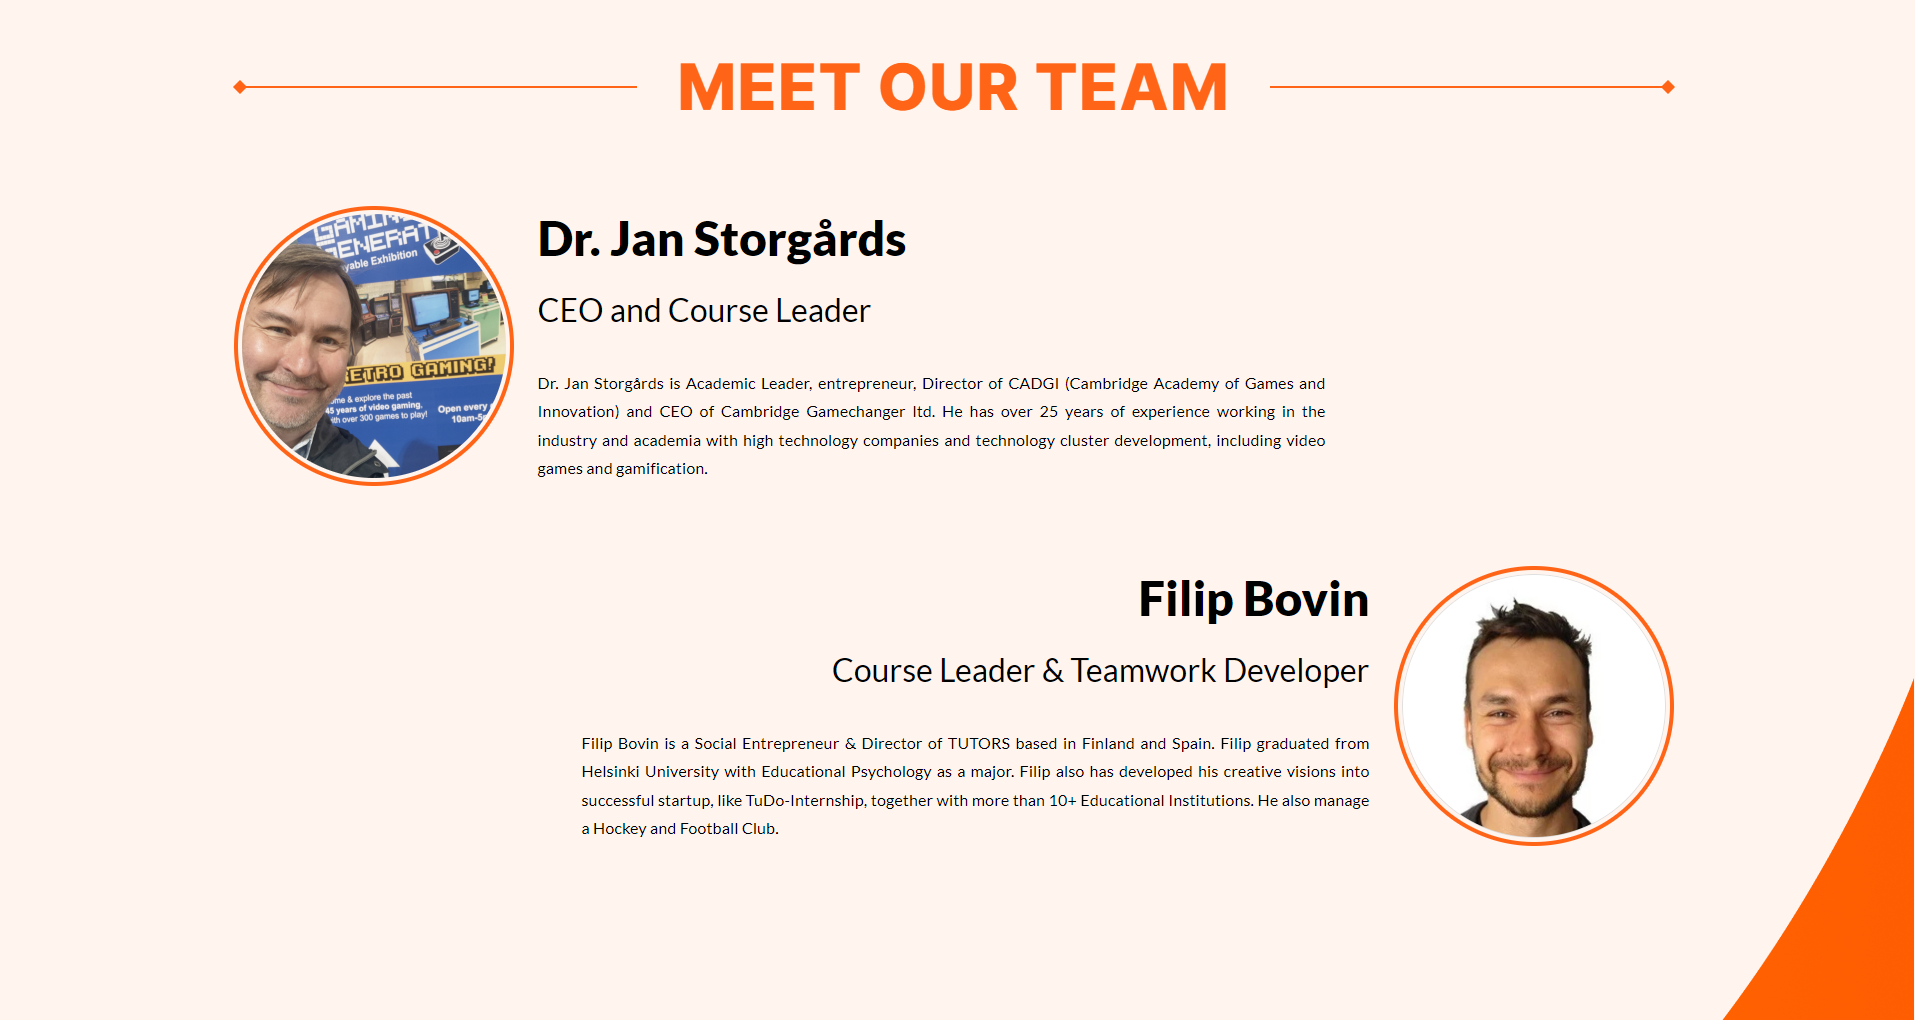 MEET OUR TEAM
GAMIN
GENERATI
yable Exhibition
RETRO GAMING!
me & explore the past
45 years of video gaming,
th over 300 games to play!
Open every
10am-5p
Dr. Jan Storgårds
CEO and Course Leader
Dr. Jan Storgårds is Academic Leader, entrepreneur, Director of CADGI (Cambridge Academy of Games and
Innovation) and CEO of Cambridge Gamechanger ltd. He has over 25 years of experience working in the
industry and academia with high technology companies and technology cluster development, including video
games and gamification.
Filip Bovin
Course Leader & Teamwork Developer
Filip Bovin is a Social Entrepreneur & Director of TUTORS based in Finland and Spain. Filip graduated from
Helsinki University with Educational Psychology as a major. Filip also has developed his creative visions into
successful startup, like TuDo-Internship, together with more than 10+ Educational Institutions. He also manage
a Hockey and Football Club.